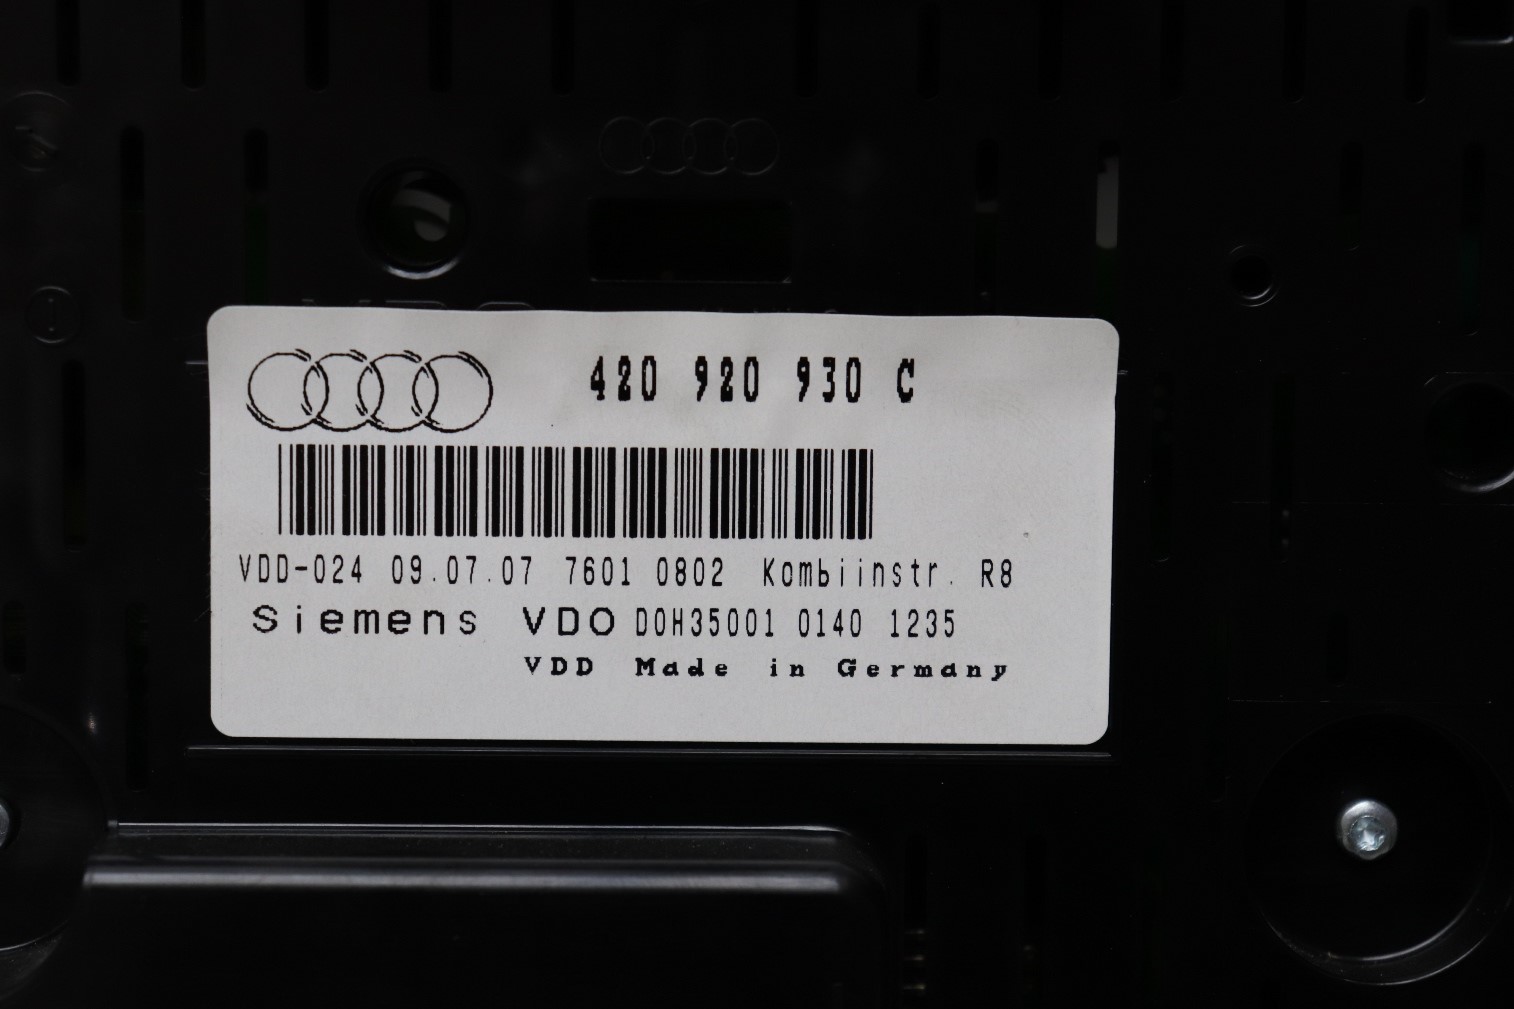 420 920 930 C
VDD-024 09.07.07 7601 0802 Kombiinstr. R8
Siemens VDO D0H35001 0140 1235
VDD Made in Germany